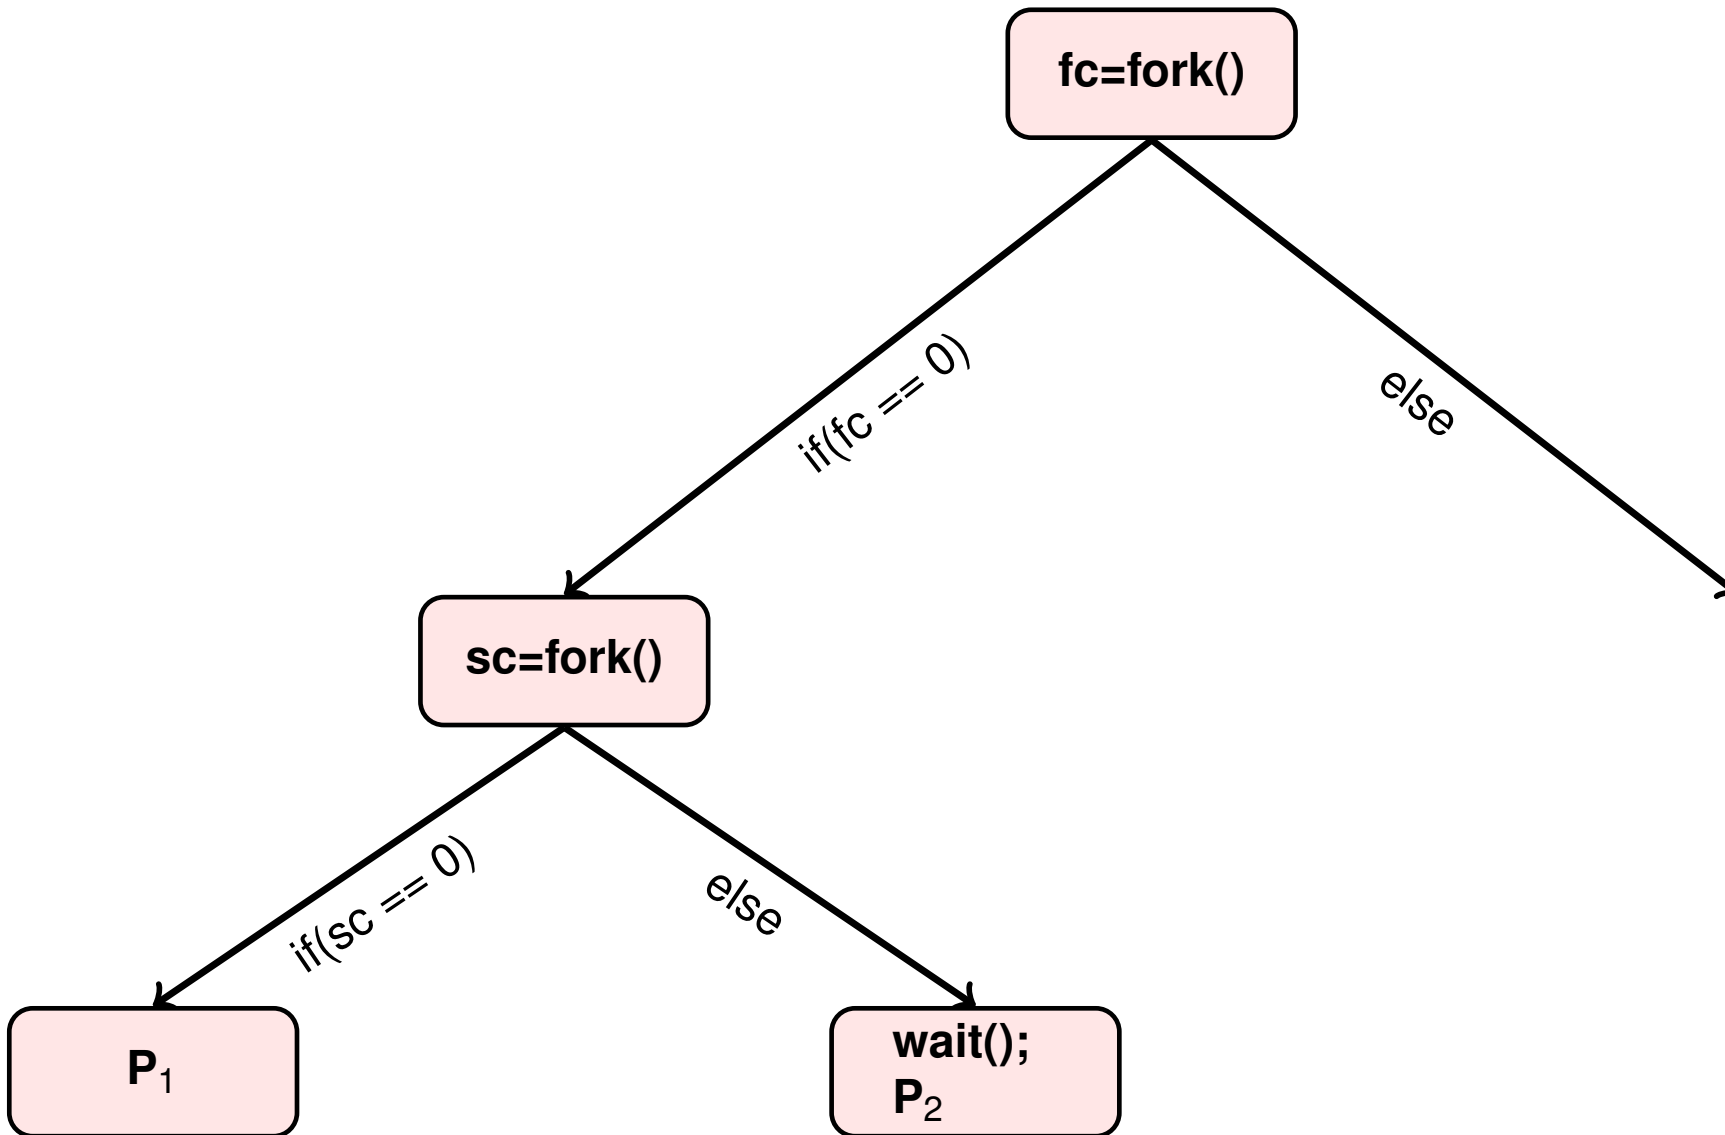 fc=fork()
if(fc == 0)
else
sc=fork()
if(sc == 0)
else
P₁
wait();
P₂